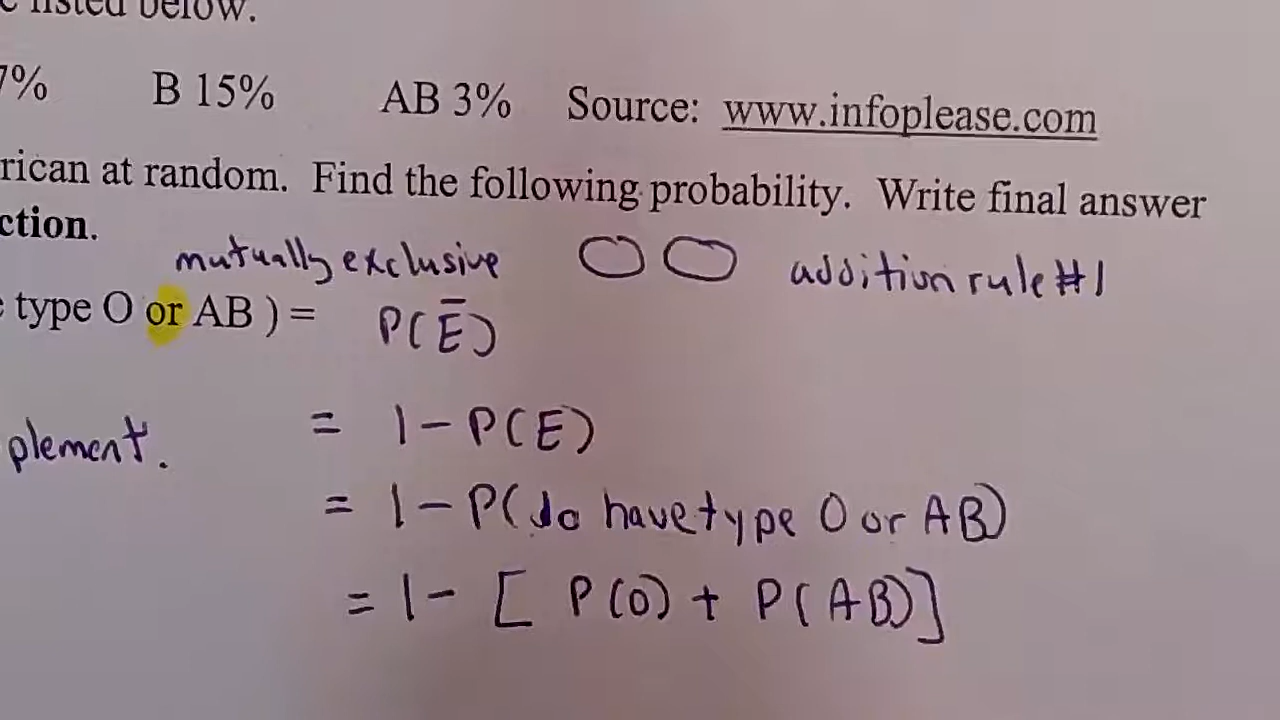 listed below.
7% B 15% AB 3% Source: www.infoplease.com
rican at random. Find the following probability. Write final answer
ction.
mutually exclusive addition rule #1
type O or AB ) = P(E̅)
= 1 - P(E)
plement.
= 1 - P(do have type O or AB)
= 1 - [ P(O) + P(AB)]